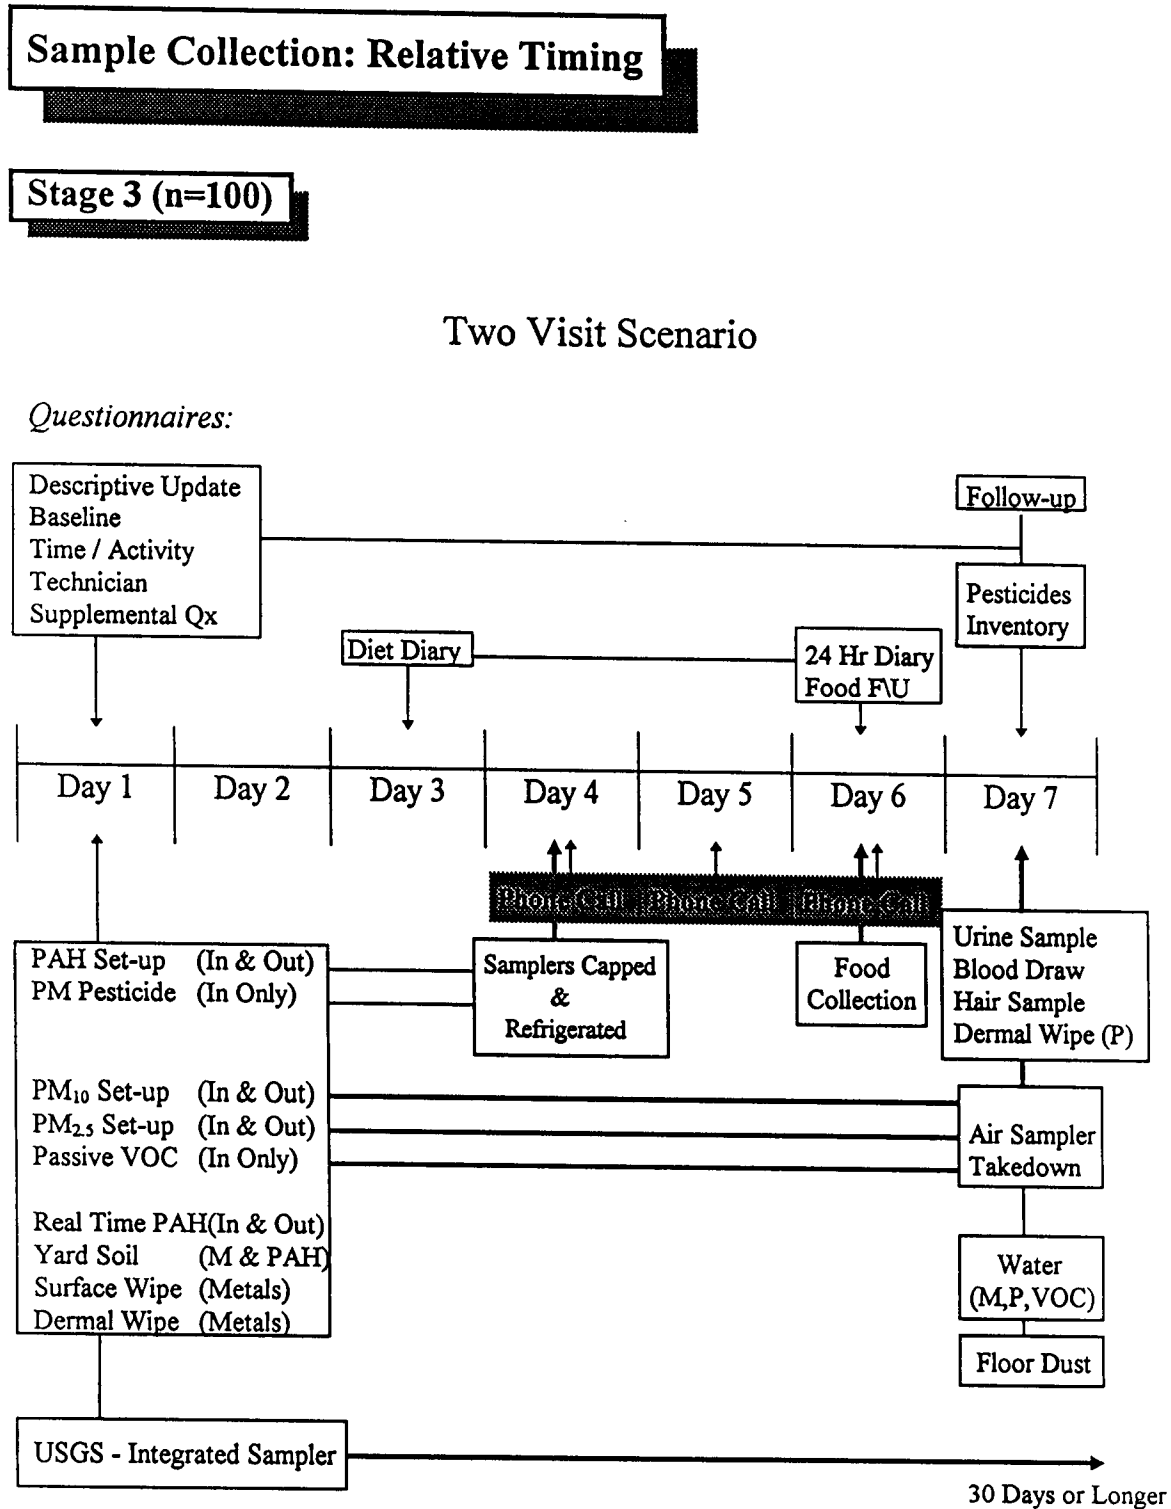 Sample Collection: Relative Timing
Stage 3 (n=100)
Two Visit Scenario
Questionnaires:
Descriptive Update
Baseline
Time / Activity
Technician
Supplemental Qx
Follow-up
Pesticides
Inventory
Diet Diary
24 Hr Diary
Food F\U
Day 1 Day 2 Day 3 Day 4 Day 5 Day 6 Day 7
Phone Call Phone Call Phone Call
PAH Set-up (In & Out)
PM Pesticide (In Only)
PM10 Set-up (In & Out)
PM2.5 Set-up (In & Out)
Passive VOC (In Only)
Real Time PAH(In & Out)
Yard Soil (M & PAH)
Surface Wipe (Metals)
Dermal Wipe (Metals)
Samplers Capped
&
Refrigerated
Food
Collection
Urine Sample
Blood Draw
Hair Sample
Dermal Wipe (P)
Air Sampler
Takedown
Water
(M,P,VOC)
Floor Dust
USGS - Integrated Sampler
30 Days or Longer